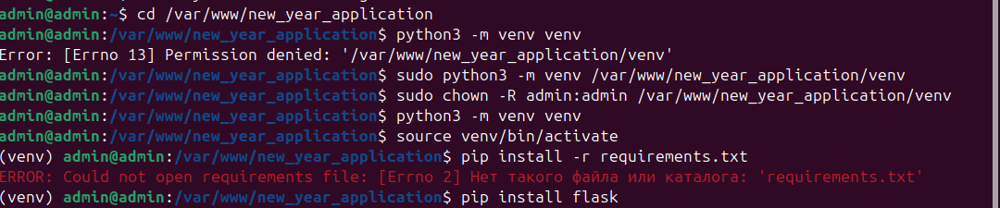 admin@admin:~$ cd /var/www/new_year_application
admin@admin:/var/www/new_year_application$ python3 -m venv venv
Error: [Errno 13] Permission denied: '/var/www/new_year_application/venv'
admin@admin:/var/www/new_year_application$ sudo python3 -m venv /var/www/new_year_application/venv
admin@admin:/var/www/new_year_application$ sudo chown -R admin:admin /var/www/new_year_application/venv
admin@admin:/var/www/new_year_application$ python3 -m venv venv
admin@admin:/var/www/new_year_application$ source venv/bin/activate
(venv) admin@admin:/var/www/new_year_application$ pip install -r requirements.txt
ERROR: Could not open requirements file: [Errno 2] Нет такого файла или каталога: 'requirements.txt'
(venv) admin@admin:/var/www/new_year_application$ pip install flask